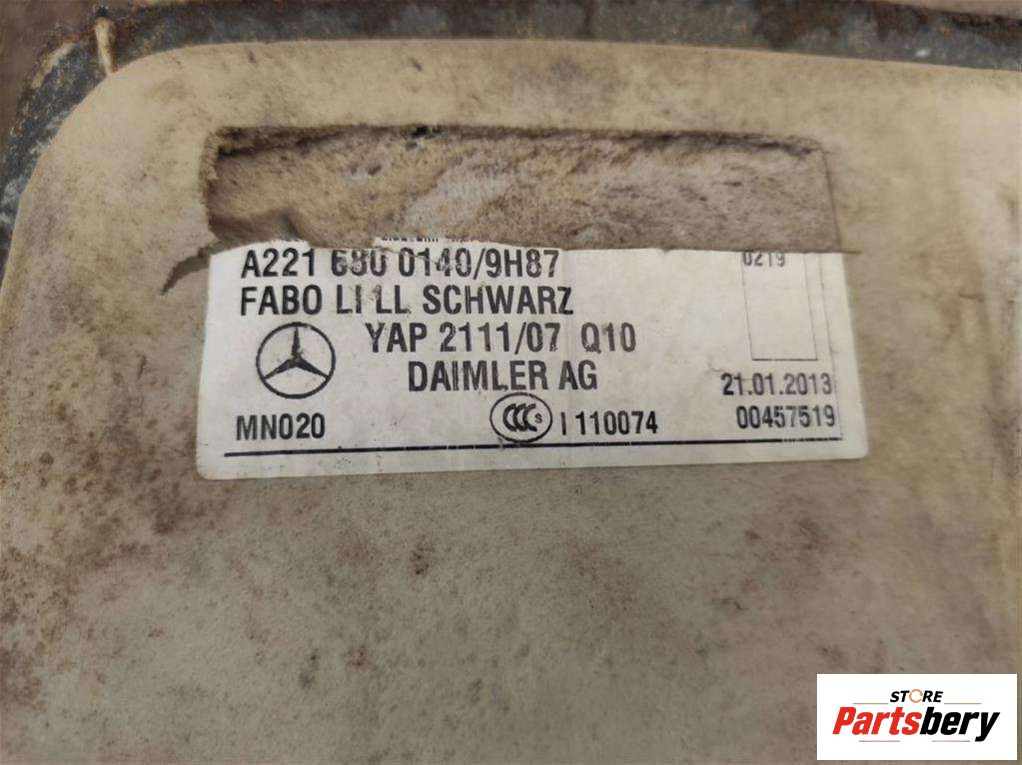 A221 680 0140/9H87
0219
FABO LI LL SCHWARZ
YAP 2111/07 Q10
DAIMLER AG
21.01.2013
MN020
CCC S I 110074
00457519
STORE
Partsbery